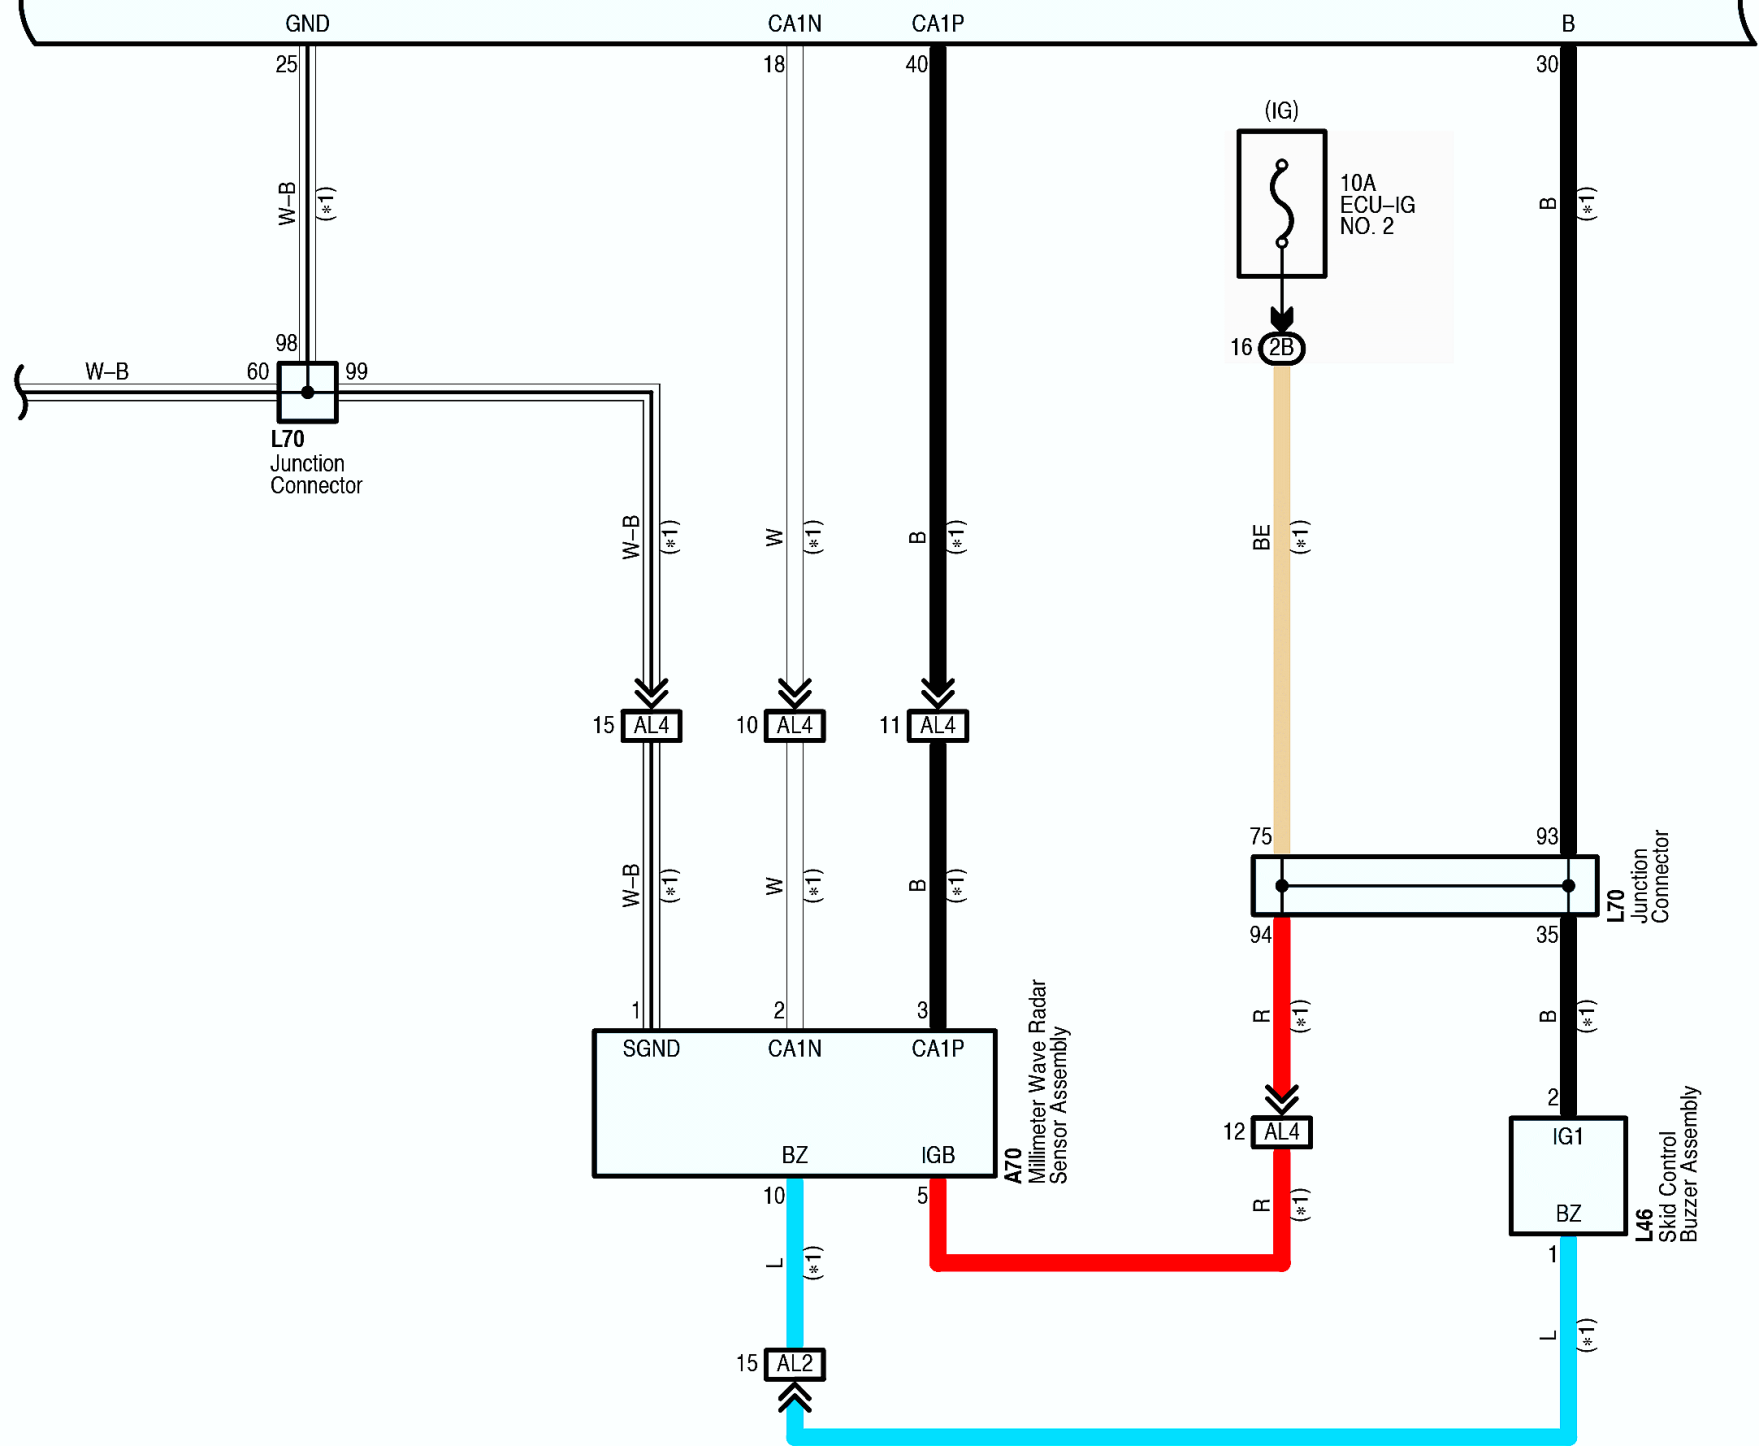 GND
CA1N
CA1P
B
25
18
40
30
(IG)
10A
ECU–IG
NO. 2
W–B
(*1)
B
(*1)
98
16
2B
W–B
60
99
L70
Junction
Connector
W–B
(*1)
W
(*1)
B
(*1)
BE
(*1)
15
AL4
10
AL4
11
AL4
75
93
W–B
(*1)
W
(*1)
B
(*1)
L70
Junction
Connector
94
35
1
2
3
R
(*1)
B
(*1)
SGND
CA1N
CA1P
BZ
IGB
A70
Millimeter Wave Radar
Sensor Assembly
12
AL4
2
IG1
BZ
L46
Skid Control
Buzzer Assembly
10
5
R
(*1)
1
L
(*1)
L
(*1)
15
AL2